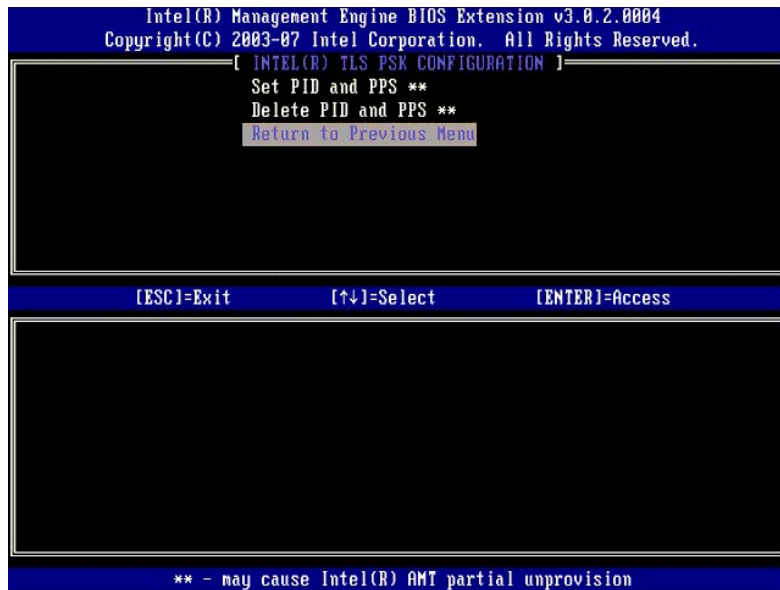 Intel(R) Management Engine BIOS Extension v3.0.2.0004
Copyright(C) 2003-07 Intel Corporation. All Rights Reserved.
[ INTEL(R) TLS PSK CONFIGURATION ]
Set PID and PPS **
Delete PID and PPS **
Return to Previous Menu
[ESC]=Exit [↑↓]=Select [ENTER]=Access
** - may cause Intel(R) AMT partial unprovision